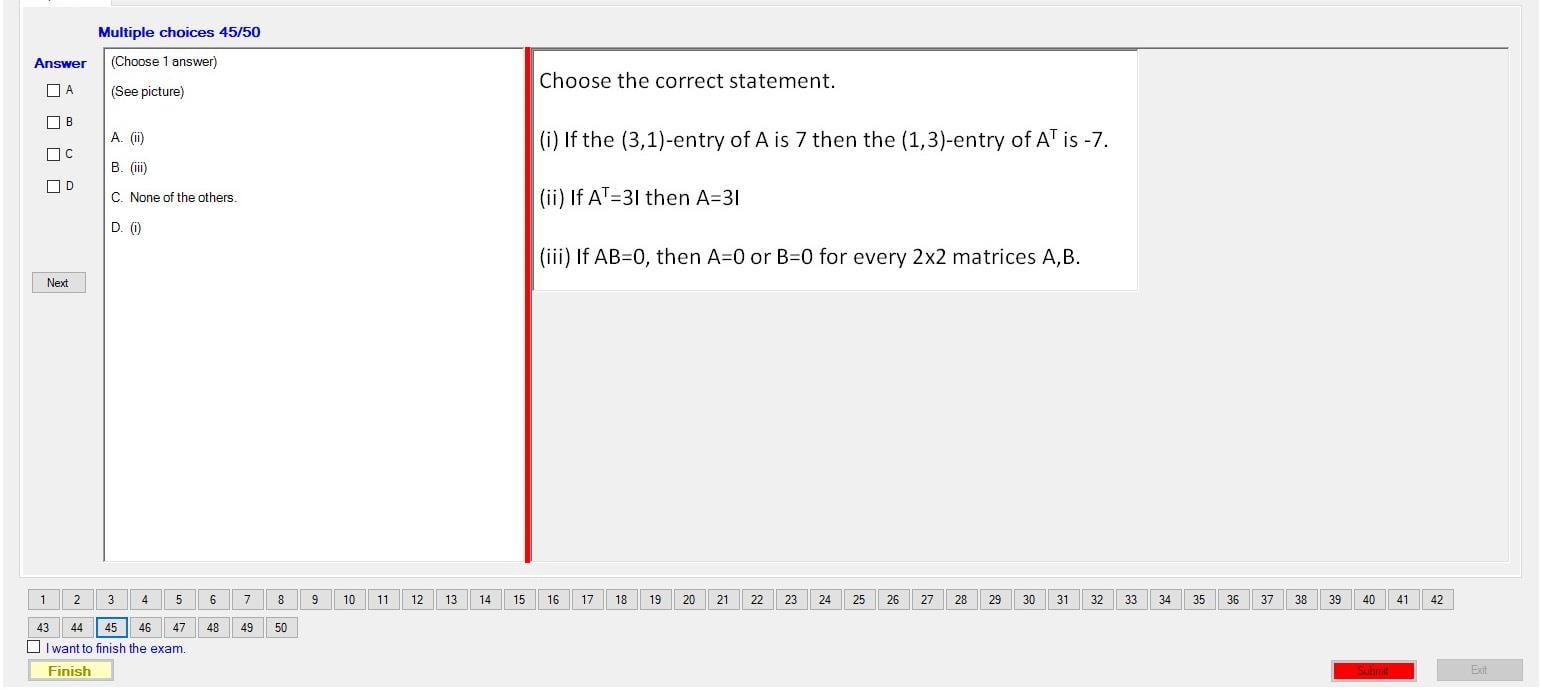 Multiple choices 45/50
Answer
A
B
C
D
Next
(Choose 1 answer)
(See picture)
A. (ii)
B. (iii)
C. None of the others.
D. (i)
Choose the correct statement.
(i) If the (3,1)-entry of A is 7 then the (1,3)-entry of Aᵀ is -7.
(ii) If Aᵀ=3I then A=3I
(iii) If AB=0, then A=0 or B=0 for every 2x2 matrices A,B.
1 2 3 4 5 6 7 8 9 10 11 12 13 14 15 16 17 18 19 20 21 22 23 24 25 26 27 28 29 30 31 32 33 34 35 36 37 38 39 40 41 42
43 44 45 46 47 48 49 50
I want to finish the exam.
Finish
Submit
Exit